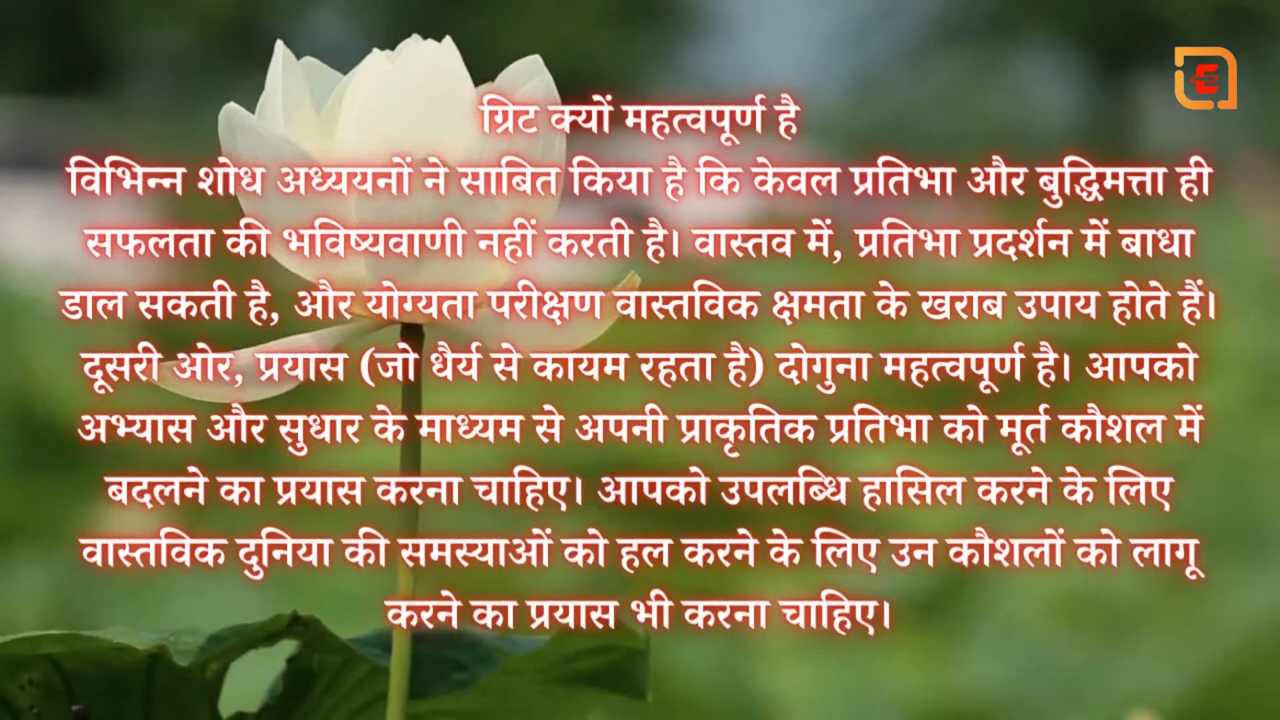 ग्रिट क्यों महत्वपूर्ण है
विभिन्न शोध अध्ययनों ने साबित किया है कि केवल प्रतिभा और बुद्धिमत्ता ही
सफलता की भविष्यवाणी नहीं करती है। वास्तव में, प्रतिभा प्रदर्शन में बाधा
डाल सकती है, और योग्यता परीक्षण वास्तविक क्षमता के खराब उपाय होते हैं।
दूसरी ओर, प्रयास (जो धैर्य से कायम रहता है) दोगुना महत्वपूर्ण है। आपको
अभ्यास और सुधार के माध्यम से अपनी प्राकृतिक प्रतिभा को मूर्त कौशल में
बदलने का प्रयास करना चाहिए। आपको उपलब्धि हासिल करने के लिए
वास्तविक दुनिया की समस्याओं को हल करने के लिए उन कौशलों को लागू
करने का प्रयास भी करना चाहिए।